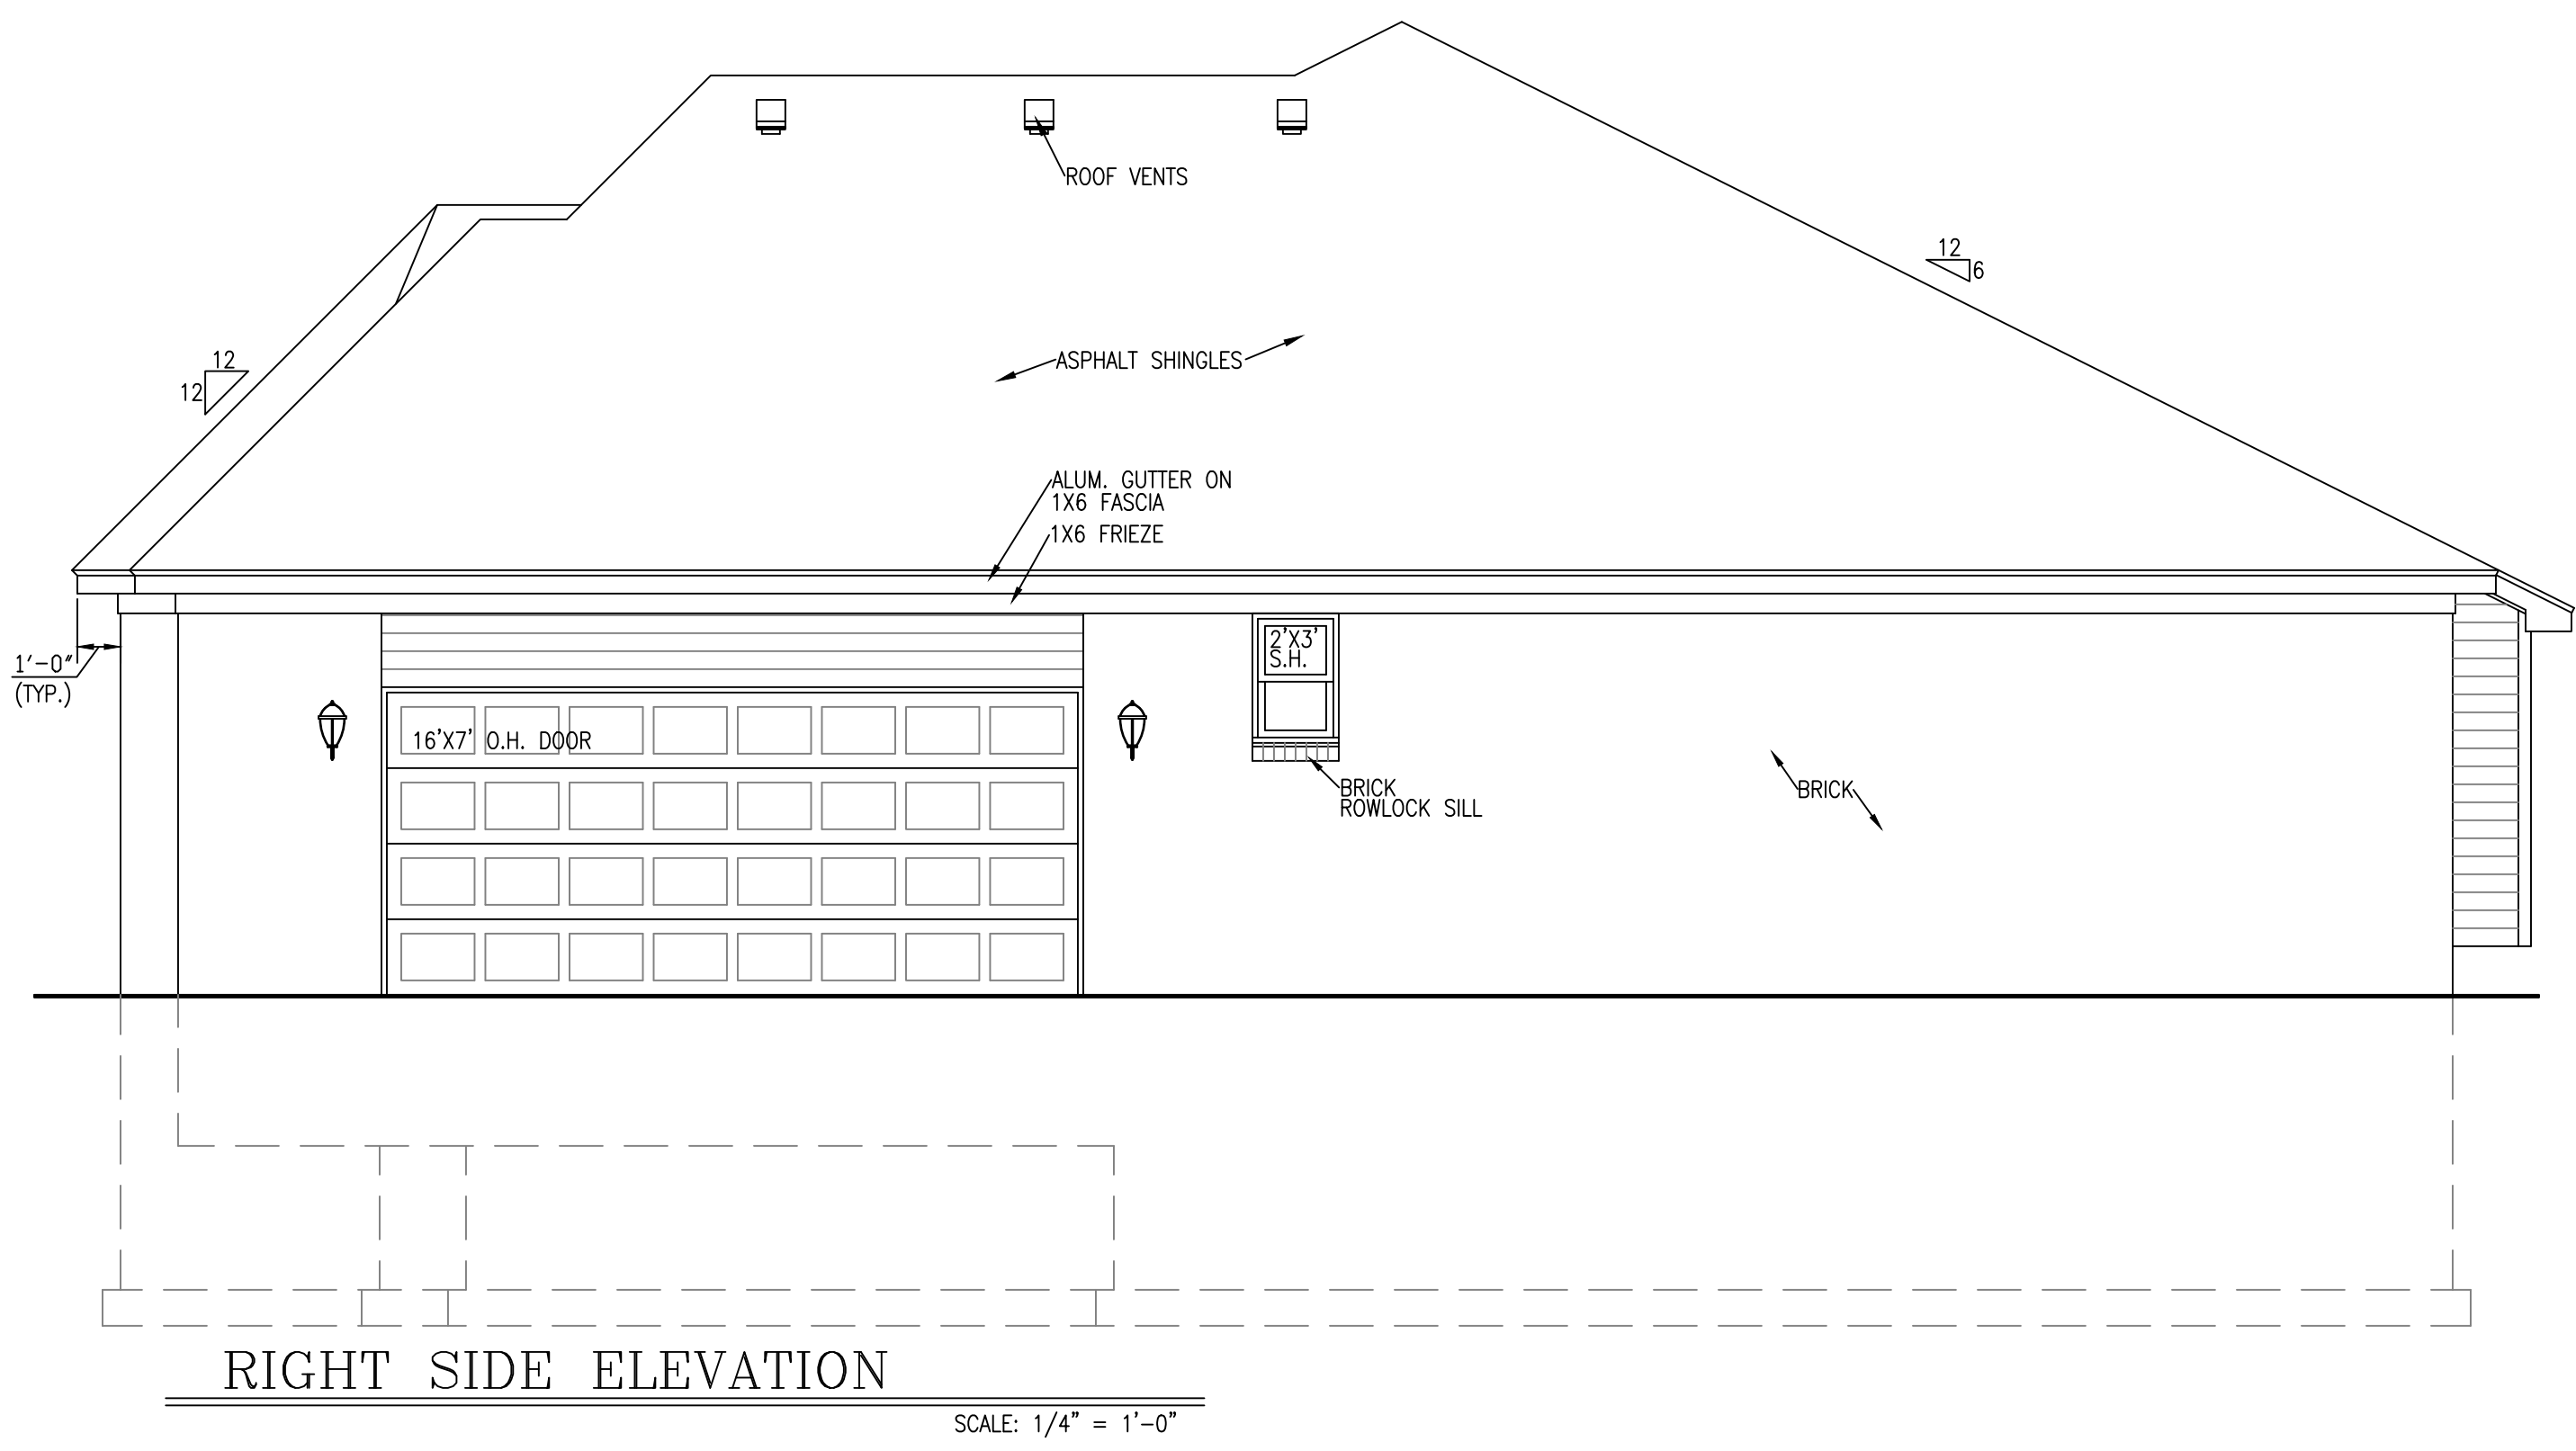 ROOF VENTS
12
6
12
12
ASPHALT SHINGLES
ALUM. GUTTER ON
1X6 FASCIA
1X6 FRIEZE
1'-0"
(TYP.)
2'X3'
S.H.
16'X7' O.H. DOOR
BRICK
ROWLOCK SILL
BRICK
RIGHT SIDE ELEVATION
SCALE: 1/4" = 1'-0"